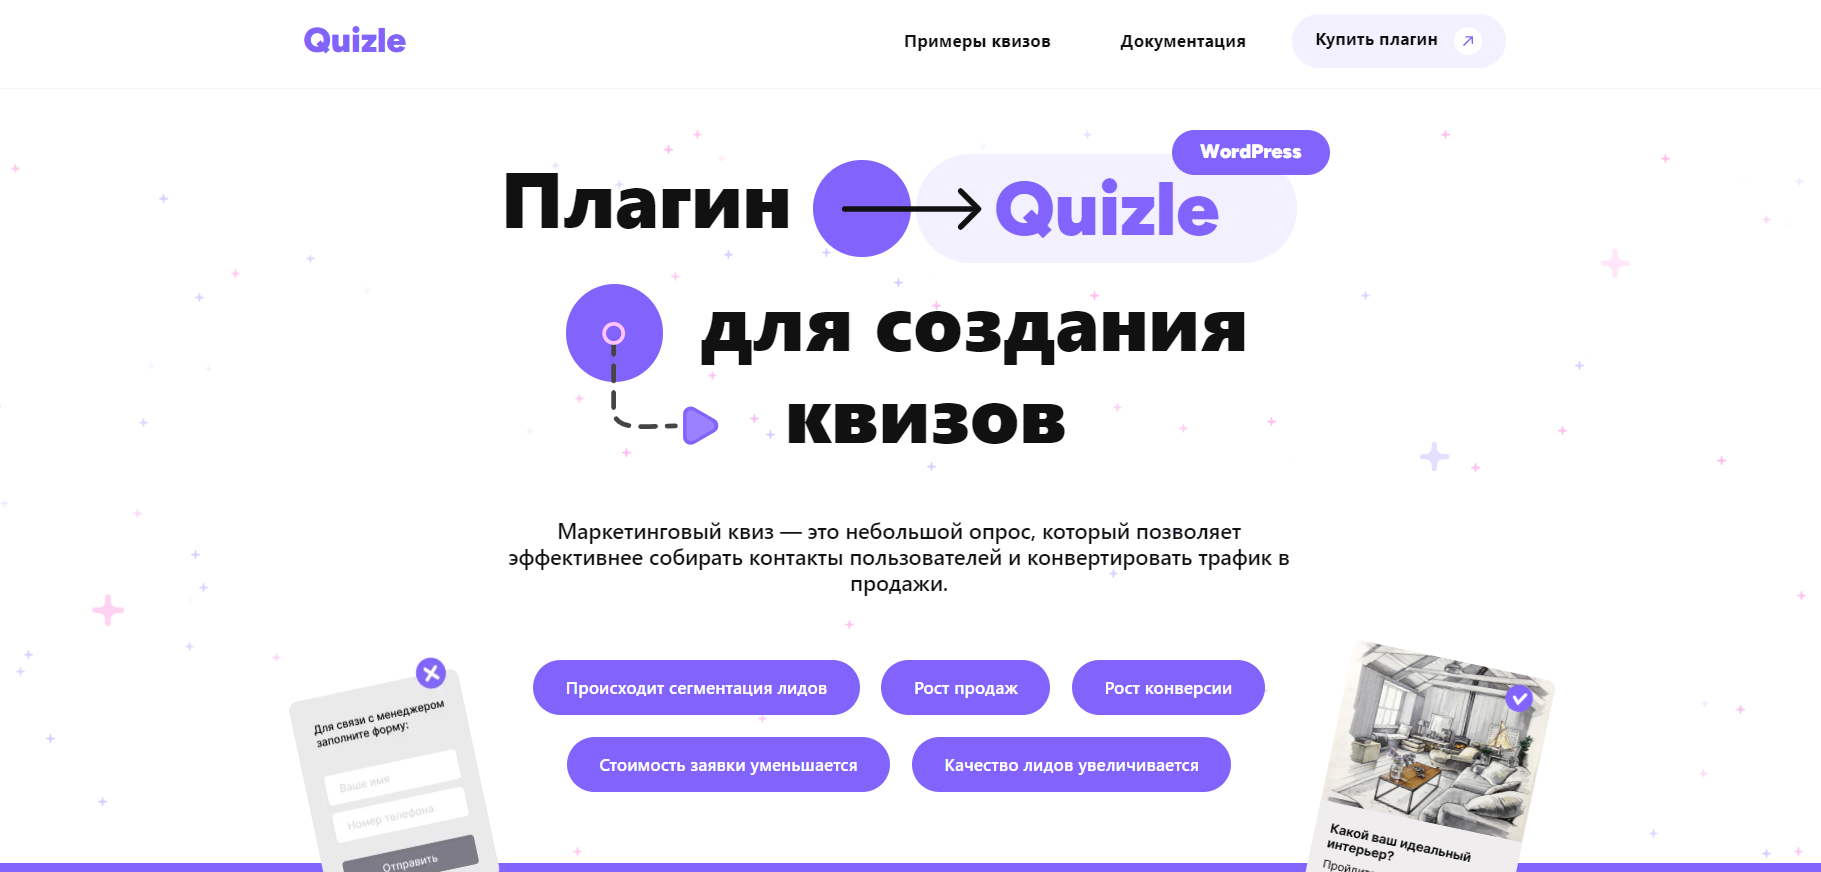 Quizle
Примеры квизов
Документация
Купить плагин
WordPress
Плагин
Quizle
для создания
квизов
Маркетинговый квиз — это небольшой опрос, который позволяет
эффективнее собирать контакты пользователей и конвертировать трафик в
продажи.
Происходит сегментация лидов
Рост продаж
Рост конверсии
Стоимость заявки уменьшается
Качество лидов увеличивается
Для связи с менеджером
заполните форму:
Ваше имя
Номер телефона
Отправить
Какой ваш идеальный
интерьер?